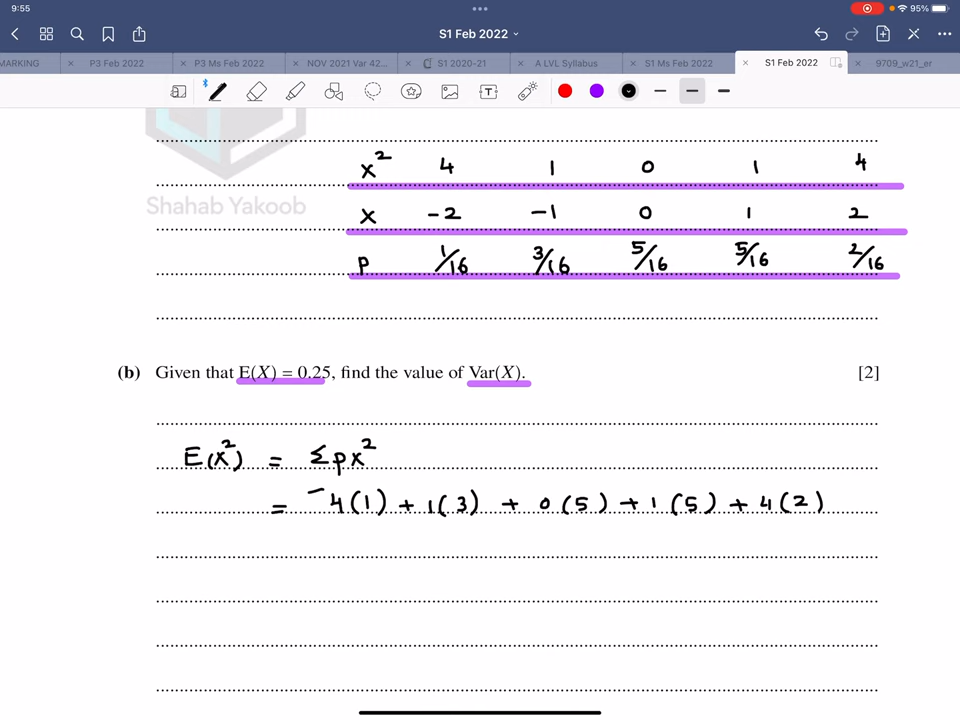 9:55
95%
S1 Feb 2022
MARKING
P3 Feb 2022
P3 Ms Feb 2022
NOV 2021 Var 42...
S1 2020-21
A LVL Syllabus
S1 Ms Feb 2022
S1 Feb 2022
9709_w21_er
Shahab Yakoob
x² 4 1 0 1 4
x -2 -1 0 1 2
p 1/16 3/16 5/16 5/16 2/16
(b) Given that E(X) = 0.25, find the value of Var(X). [2]
E(x²) = Σpx²
= ‾4(1) + 1(3) + 0(5) + 1(5) + 4(2)